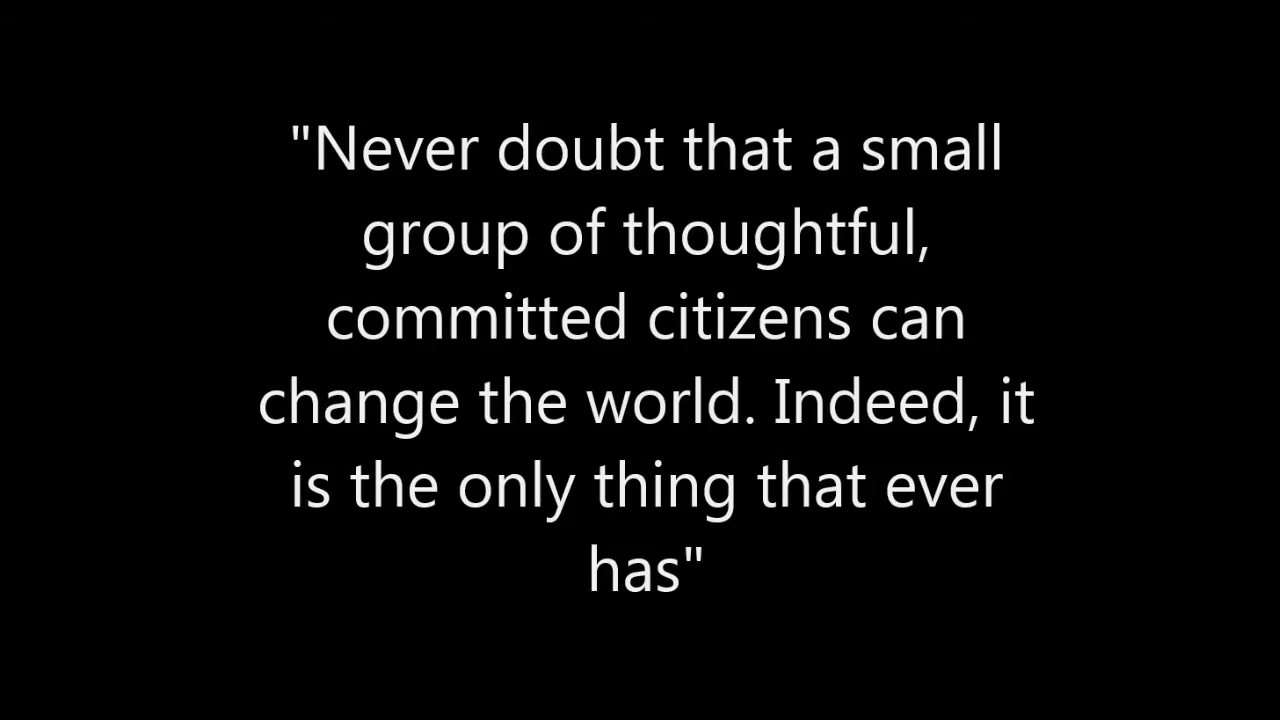 "Never doubt that a small
group of thoughtful,
committed citizens can
change the world. Indeed, it
is the only thing that ever
has"